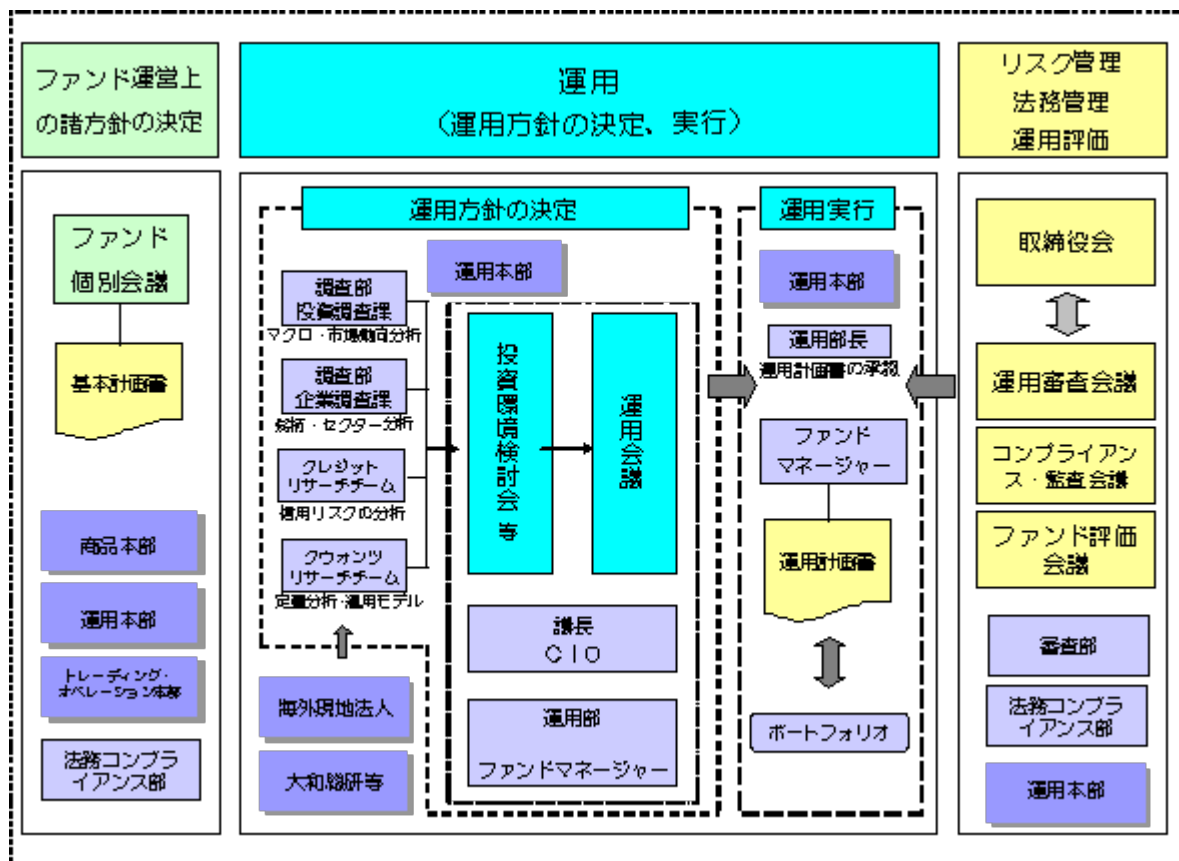 ファンド運営上
の諸方針の決定
運用
（運用方針の決定、実行）
リスク管理
法務管理
運用評価
ファンド
個別会議
基本計画書
商品本部
運用本部
トレーディング・
オペレーション本部
法務コンプラ
イアンス部
運用方針の決定
運用本部
調査部
投資調査課
マクロ・市場動向分析
調査部
企業調査課
銘柄・セクター分析
クレジット
リサーチチーム
信用リスクの分析
クウォンツ
リサーチチーム
定量分析・運用モデル
海外現地法人
大和総研等
投資環境検討会 等
運用会議
議長
ＣＩＯ
運用部
ファンドマネージャー
運用実行
運用本部
運用部長
運用計画書の承認
ファンド
マネージャー
運用計画書
ポートフォリオ
取締役会
運用審査会議
コンプライアン
ス・監査会議
ファンド評価
会議
審査部
法務コンプラ
イアンス部
運用本部